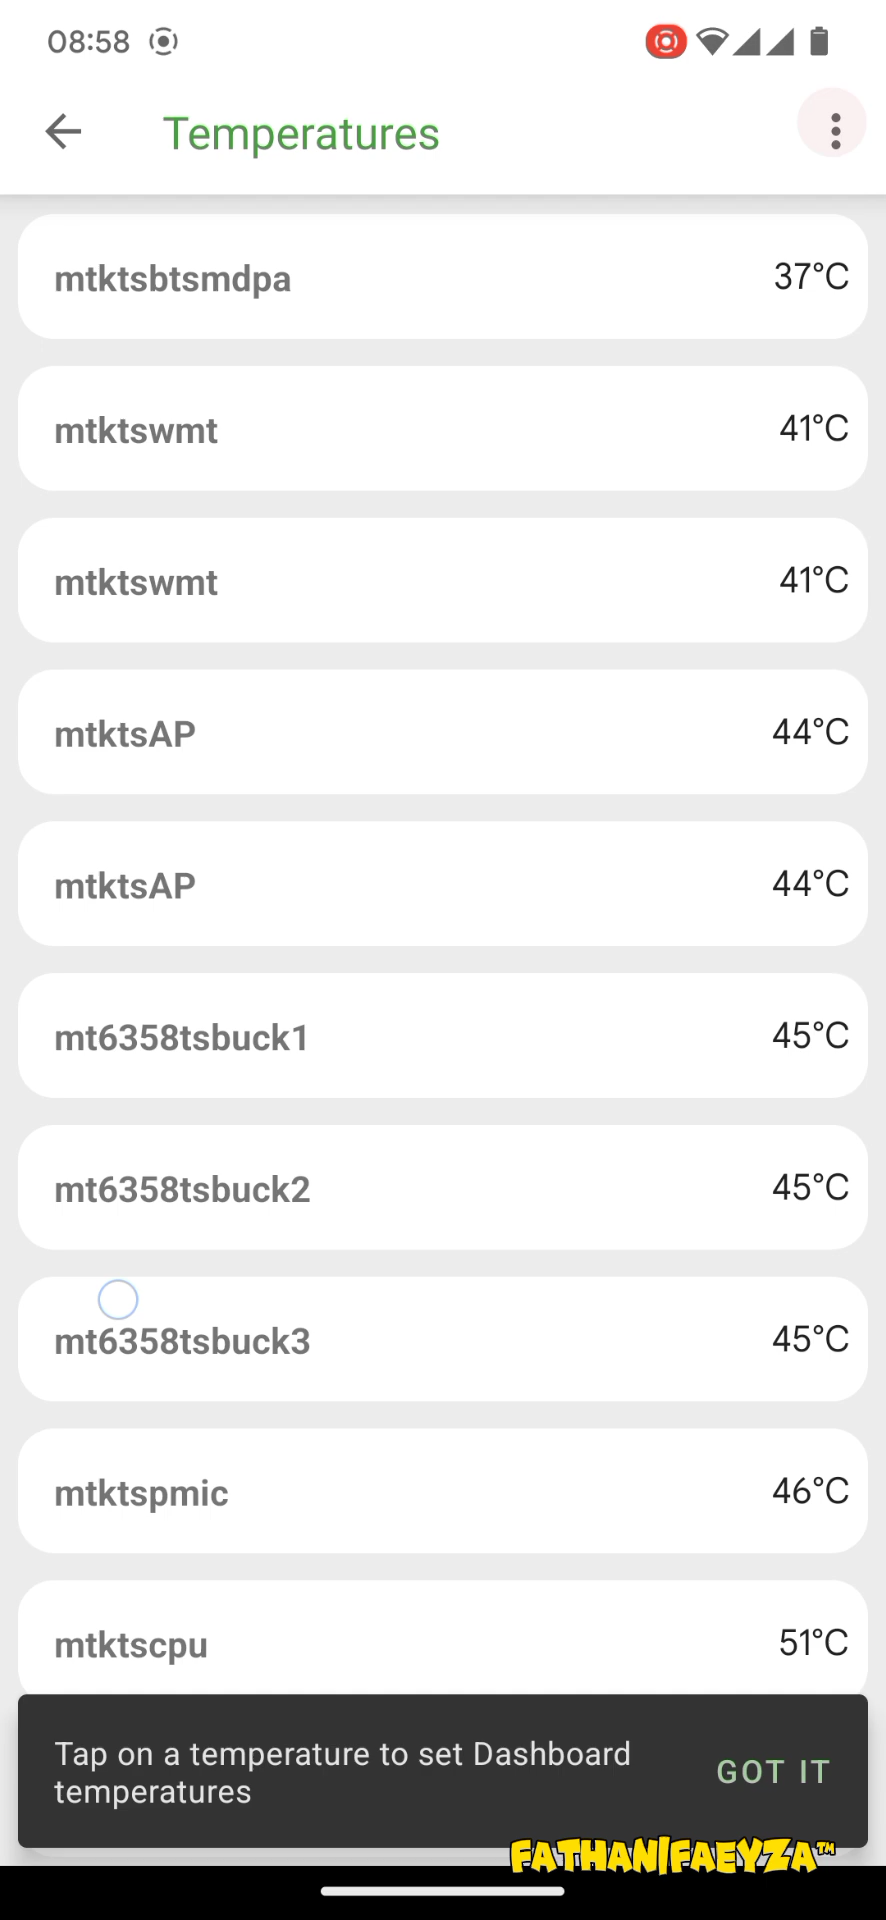 08:58
Temperatures
mtktsbtsmdpa 37°C
mtktswmt 41°C
mtktswmt 41°C
mtktsAP 44°C
mtktsAP 44°C
mt6358tsbuck1 45°C
mt6358tsbuck2 45°C
mt6358tsbuck3 45°C
mtktspmic 46°C
mtktscpu 51°C
Tap on a temperature to set Dashboard
temperatures
GOT IT
FATHANIFAEYZA™